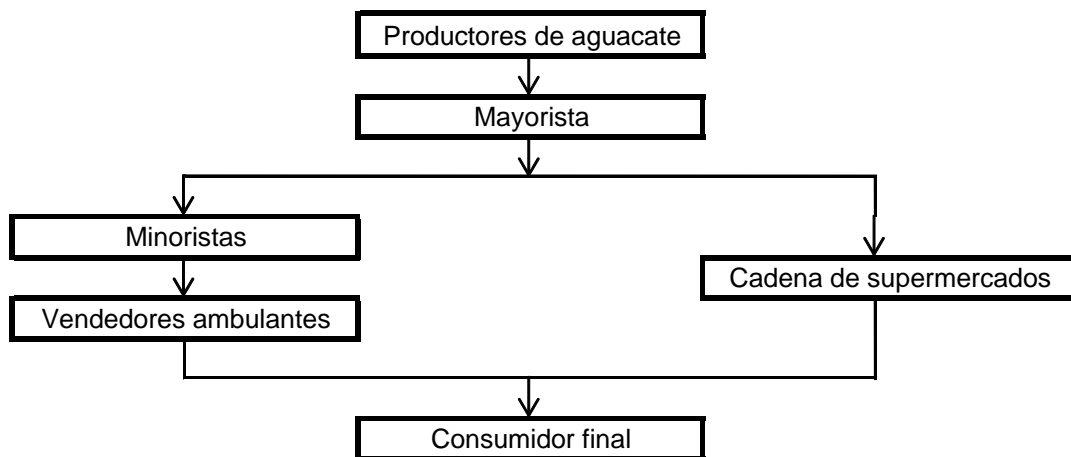 Productores de aguacate
Mayorista
Minoristas
Cadena de supermercados
Vendedores ambulantes
Consumidor final